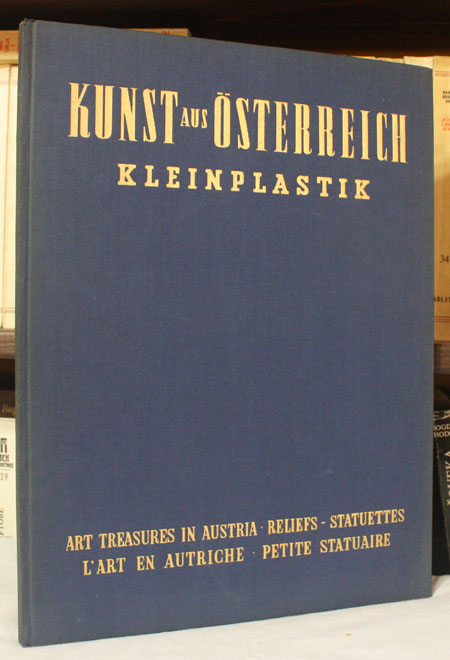 KUNST AUS ÖSTERREICH
KLEINPLASTIK
ART TREASURES IN AUSTRIA · RELIEFS - STATUETTES
L'ART EN AUTRICHE · PETITE STATUAIRE